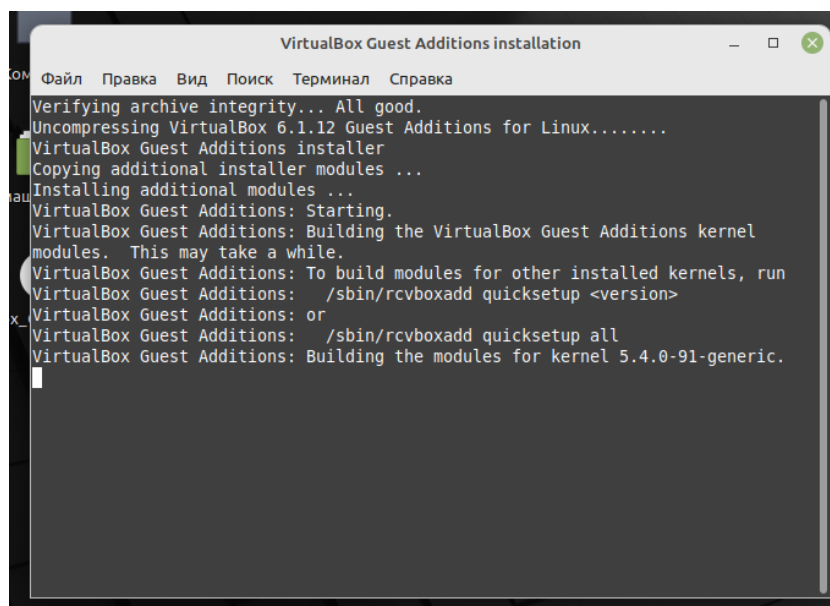 VirtualBox Guest Additions installation
Файл Правка Вид Поиск Терминал Справка
Verifying archive integrity... All good.
Uncompressing VirtualBox 6.1.12 Guest Additions for Linux........
VirtualBox Guest Additions installer
Copying additional installer modules ...
Installing additional modules ...
VirtualBox Guest Additions: Starting.
VirtualBox Guest Additions: Building the VirtualBox Guest Additions kernel
modules.  This may take a while.
VirtualBox Guest Additions: To build modules for other installed kernels, run
VirtualBox Guest Additions:   /sbin/rcvboxadd quicksetup <version>
VirtualBox Guest Additions: or
VirtualBox Guest Additions:   /sbin/rcvboxadd quicksetup all
VirtualBox Guest Additions: Building the modules for kernel 5.4.0-91-generic.